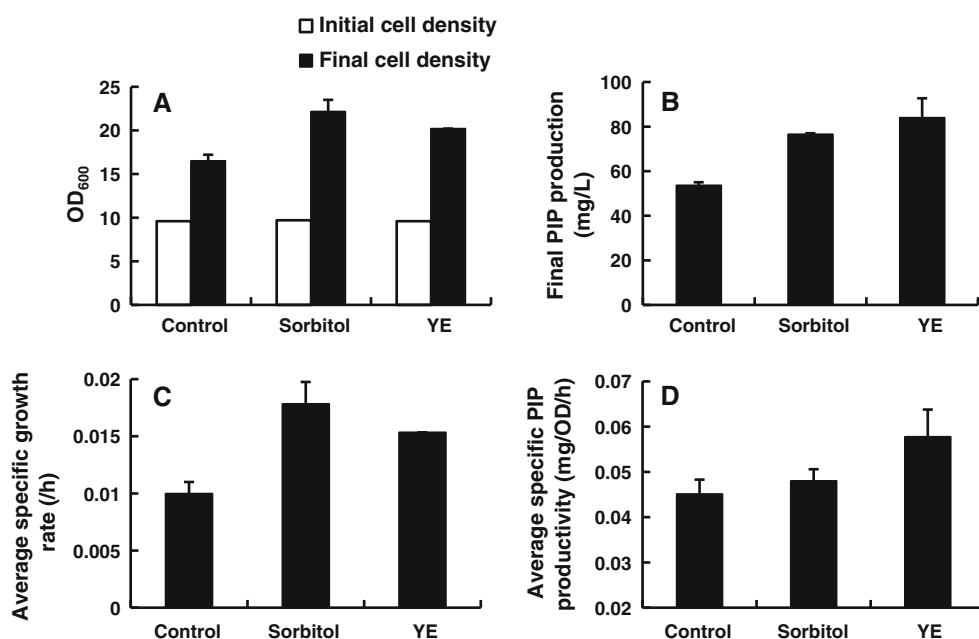 Initial cell density
Final cell density
A
25
20
15
10
5
0
OD600
Control Sorbitol YE
B
100
80
60
40
20
0
Final PIP production
(mg/L)
Control Sorbitol YE
C
0.02
0.015
0.01
0.005
0
Average specific growth
rate (/h)
Control Sorbitol YE
D
0.07
0.06
0.05
0.04
0.03
0.02
Average specific PIP
productivity (mg/OD/h)
Control Sorbitol YE